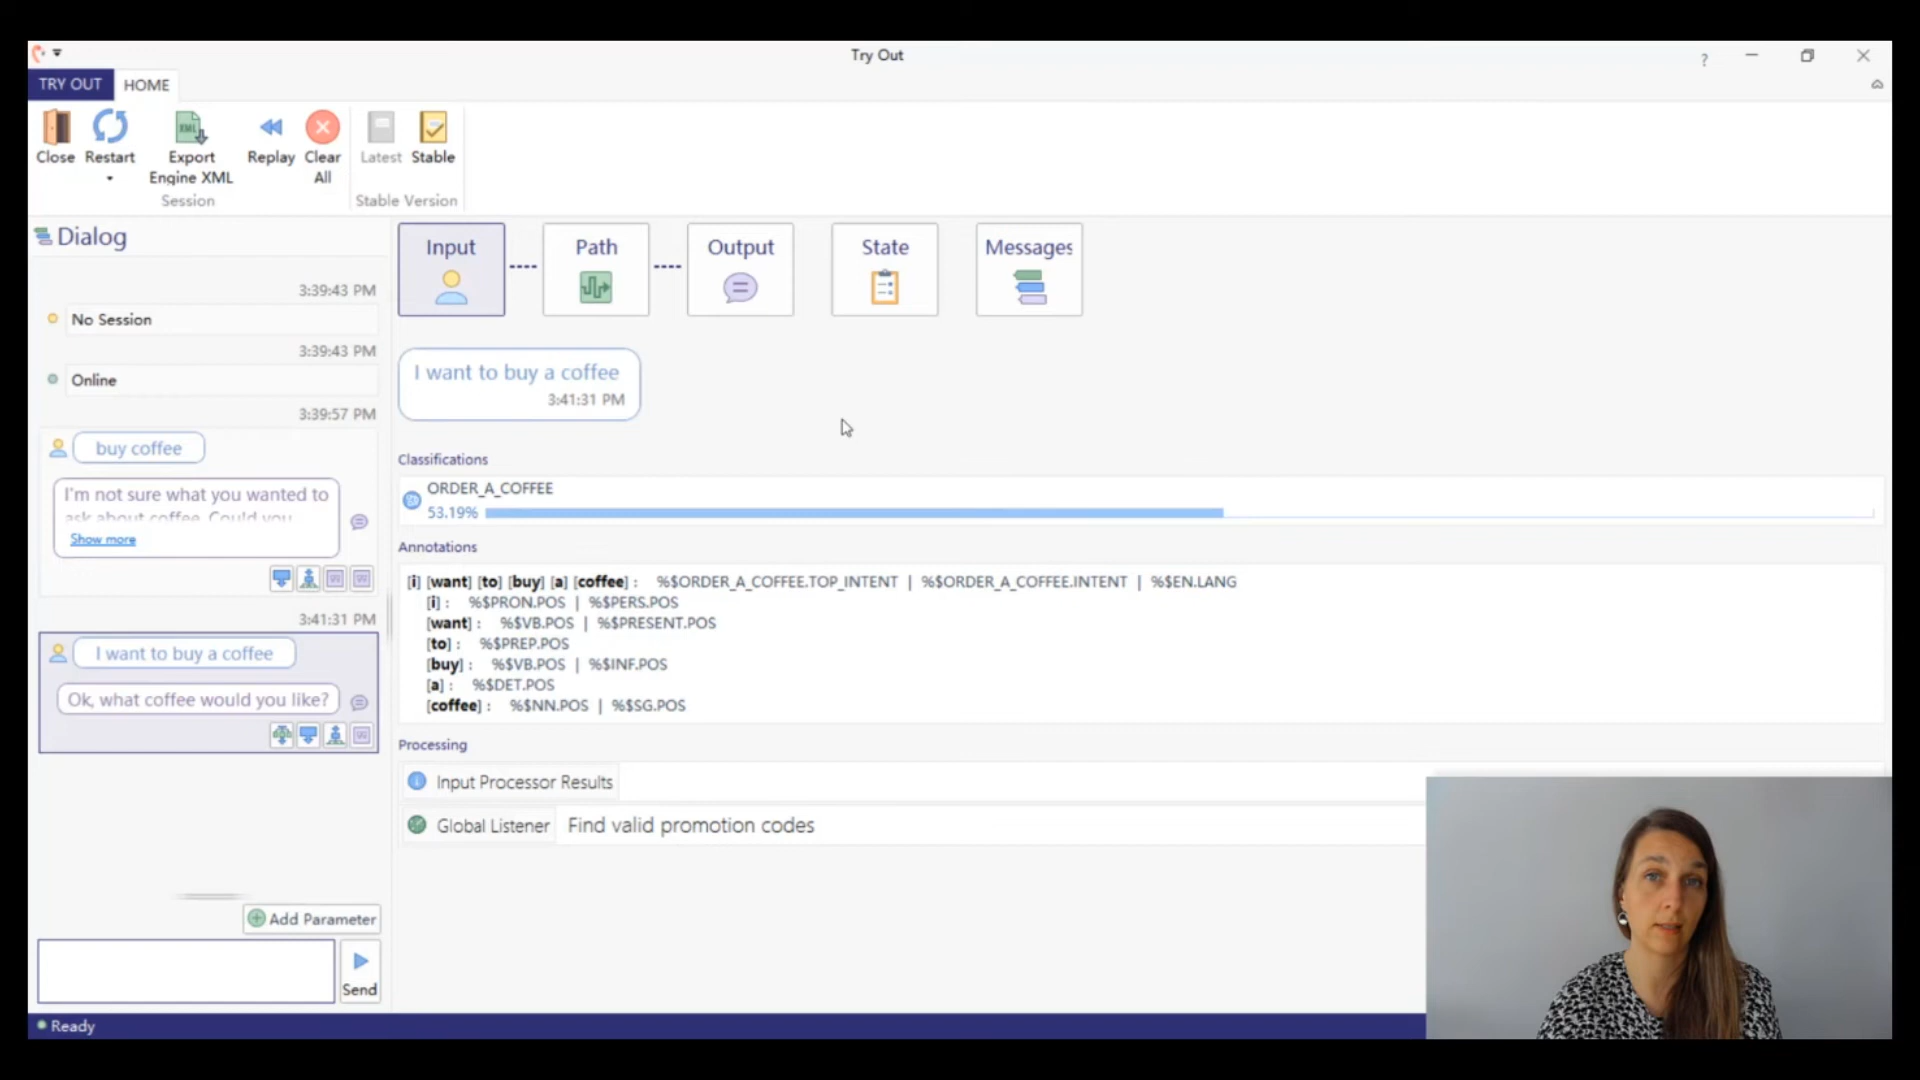 Try Out
?
TRY OUT
HOME
Close
Restart
Export
Engine XML
Replay
Clear
All
Latest
Stable
Session
Stable Version
Dialog
3:39:43 PM
No Session
3:39:43 PM
Online
3:39:57 PM
buy coffee
I'm not sure what you wanted to
ask about coffee. Could you
Show more
3:41:31 PM
I want to buy a coffee
Ok, what coffee would you like?
Add Parameter
Send
Ready
Input
Path
Output
State
Messages
I want to buy a coffee
3:41:31 PM
Classifications
ORDER_A_COFFEE
53.19%
Annotations
[i] [want] [to] [buy] [a] [coffee] : %$ORDER_A_COFFEE.TOP_INTENT | %$ORDER_A_COFFEE.INTENT | %$EN.LANG
[i] : %$PRON.POS | %$PERS.POS
[want] : %$VB.POS | %$PRESENT.POS
[to] : %$PREP.POS
[buy] : %$VB.POS | %$INF.POS
[a] : %$DET.POS
[coffee] : %$NN.POS | %$SG.POS
Processing
Input Processor Results
Global Listener Find valid promotion codes